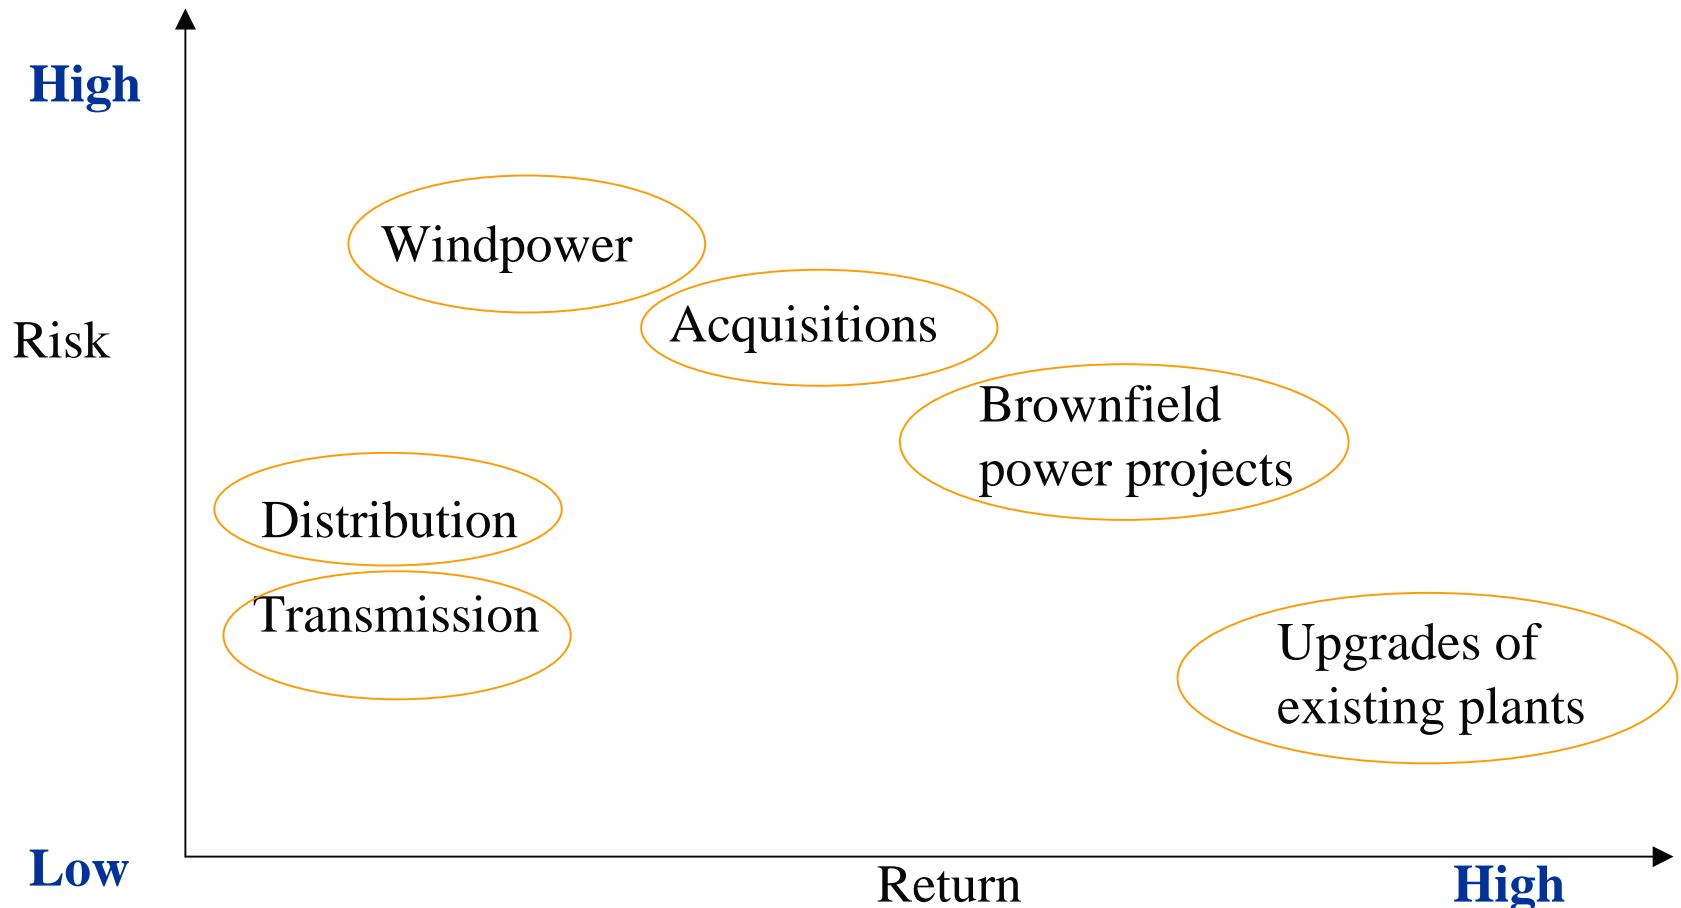 High
Windpower
Acquisitions
Risk
Brownfield
power projects
Distribution
Transmission
Upgrades of
existing plants
Low
Return
High